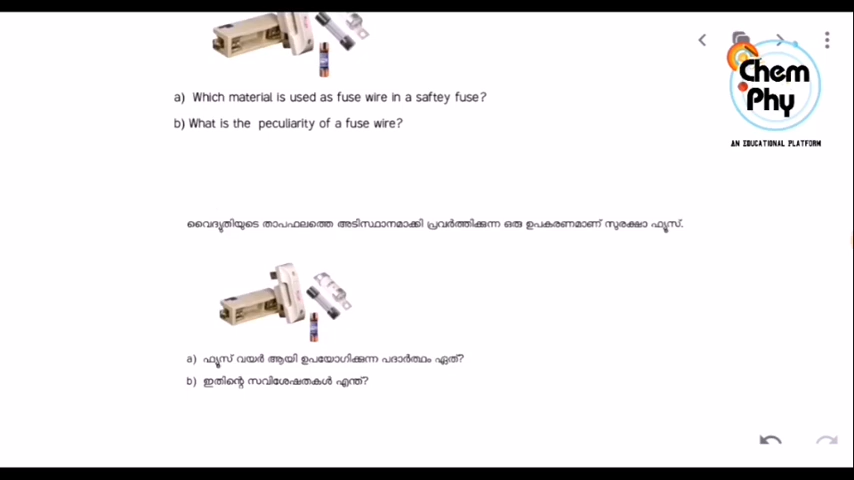 a) Which material is used as fuse wire in a saftey fuse?
b) What is the peculiarity of a fuse wire?
Chem
Phy
AN EDUCATIONAL PLATFORM
വൈദ്യുതിയുടെ താപഫലത്തെ അടിസ്ഥാനമാക്കി പ്രവർത്തിക്കുന്ന ഒരു ഉപകരണമാണ് സുരക്ഷാ ഫ്യൂസ്.
a) ഫ്യൂസ് വയർ ആയി ഉപയോഗിക്കുന്ന പദാർത്ഥം ഏത്?
b) ഇതിന്റെ സവിശേഷതകൾ എന്ത്?